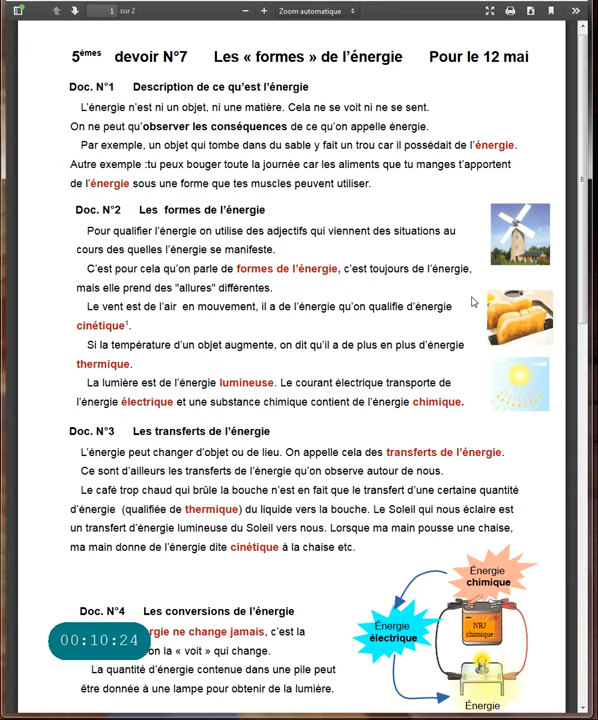 1 sur 2 Zoom automatique
5èmes devoir N°7 Les « formes » de l'énergie Pour le 12 mai
Doc. N°1 Description de ce qu'est l'énergie
L'énergie n'est ni un objet, ni une matière. Cela ne se voit ni ne se sent.
On ne peut qu'observer les conséquences de ce qu'on appelle énergie.
Par exemple, un objet qui tombe dans du sable y fait un trou car il possédait de l'énergie.
Autre exemple :tu peux bouger toute la journée car les aliments que tu manges t'apportent
de l'énergie sous une forme que tes muscles peuvent utiliser.
Doc. N°2 Les formes de l'énergie
Pour qualifier l'énergie on utilise des adjectifs qui viennent des situations au
cours des quelles l'énergie se manifeste.
C'est pour cela qu'on parle de formes de l'énergie, c'est toujours de l'énergie,
mais elle prend des "allures" différentes.
Le vent est de l'air en mouvement, il a de l'énergie qu'on qualifie d'énergie
cinétique¹.
Si la température d'un objet augmente, on dit qu'il a de plus en plus d'énergie
thermique.
La lumière est de l'énergie lumineuse. Le courant électrique transporte de
l'énergie électrique et une substance chimique contient de l'énergie chimique.
Doc. N°3 Les transferts de l'énergie
L'énergie peut changer d'objet ou de lieu. On appelle cela des transferts de l'énergie.
Ce sont d'ailleurs les transferts de l'énergie qu'on observe autour de nous.
Le café trop chaud qui brûle la bouche n'est en fait que le transfert d'une certaine quantité
d'énergie (qualifiée de thermique) du liquide vers la bouche. Le Soleil qui nous éclaire est
un transfert d'énergie lumineuse du Soleil vers nous. Lorsque ma main pousse une chaise,
ma main donne de l'énergie dite cinétique à la chaise etc.
Doc. N°4 Les conversions de l'énergie
rgie ne change jamais, c'est la
on la « voit » qui change.
La quantité d'énergie contenue dans une pile peut
être donnée à une lampe pour obtenir de la lumière.
00:10:24
Énergie
chimique
Énergie
électrique
NRJ
chimique
Énergie